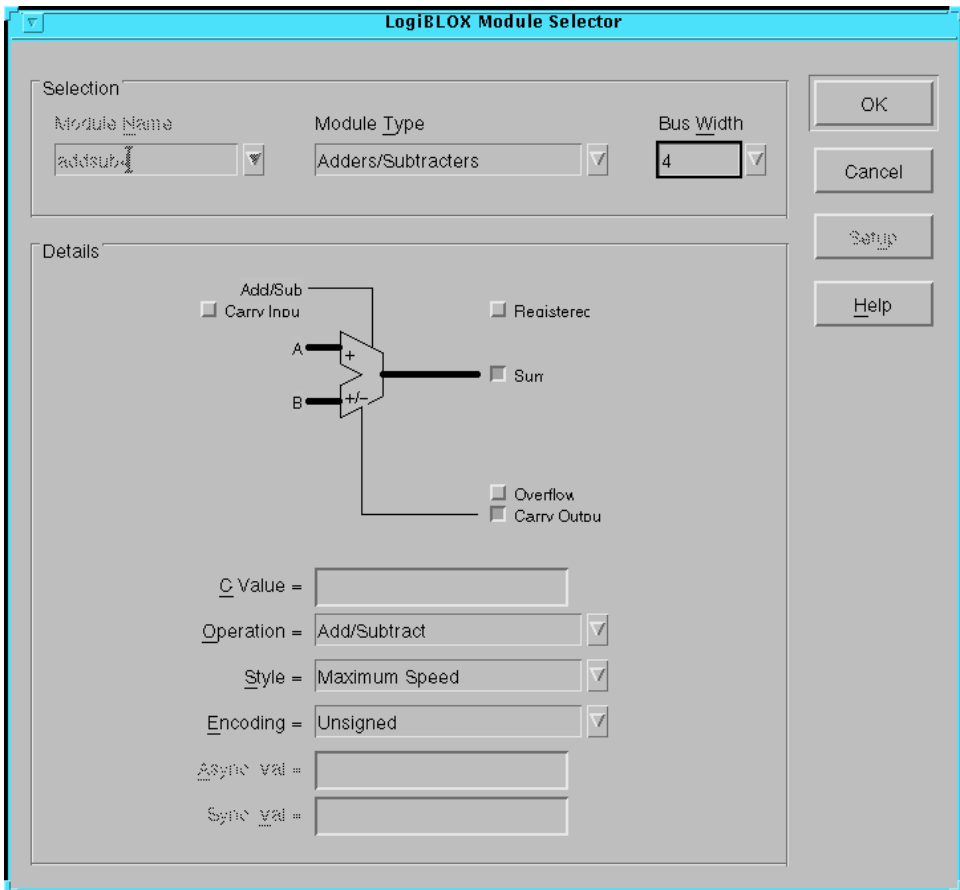 LogiBLOX Module Selector
Selection
OK
Module Name
Module Type
Bus Width
addsub4
Adders/Subtracters
4
Cancel
Setup
Details
Add/Sub
Carry Inpu
Registered
Help
A
+
Sum
B
+/−
Overflow
Carry Outpu
C Value =
Operation = Add/Subtract
Style = Maximum Speed
Encoding = Unsigned
Async Val =
Sync Val =